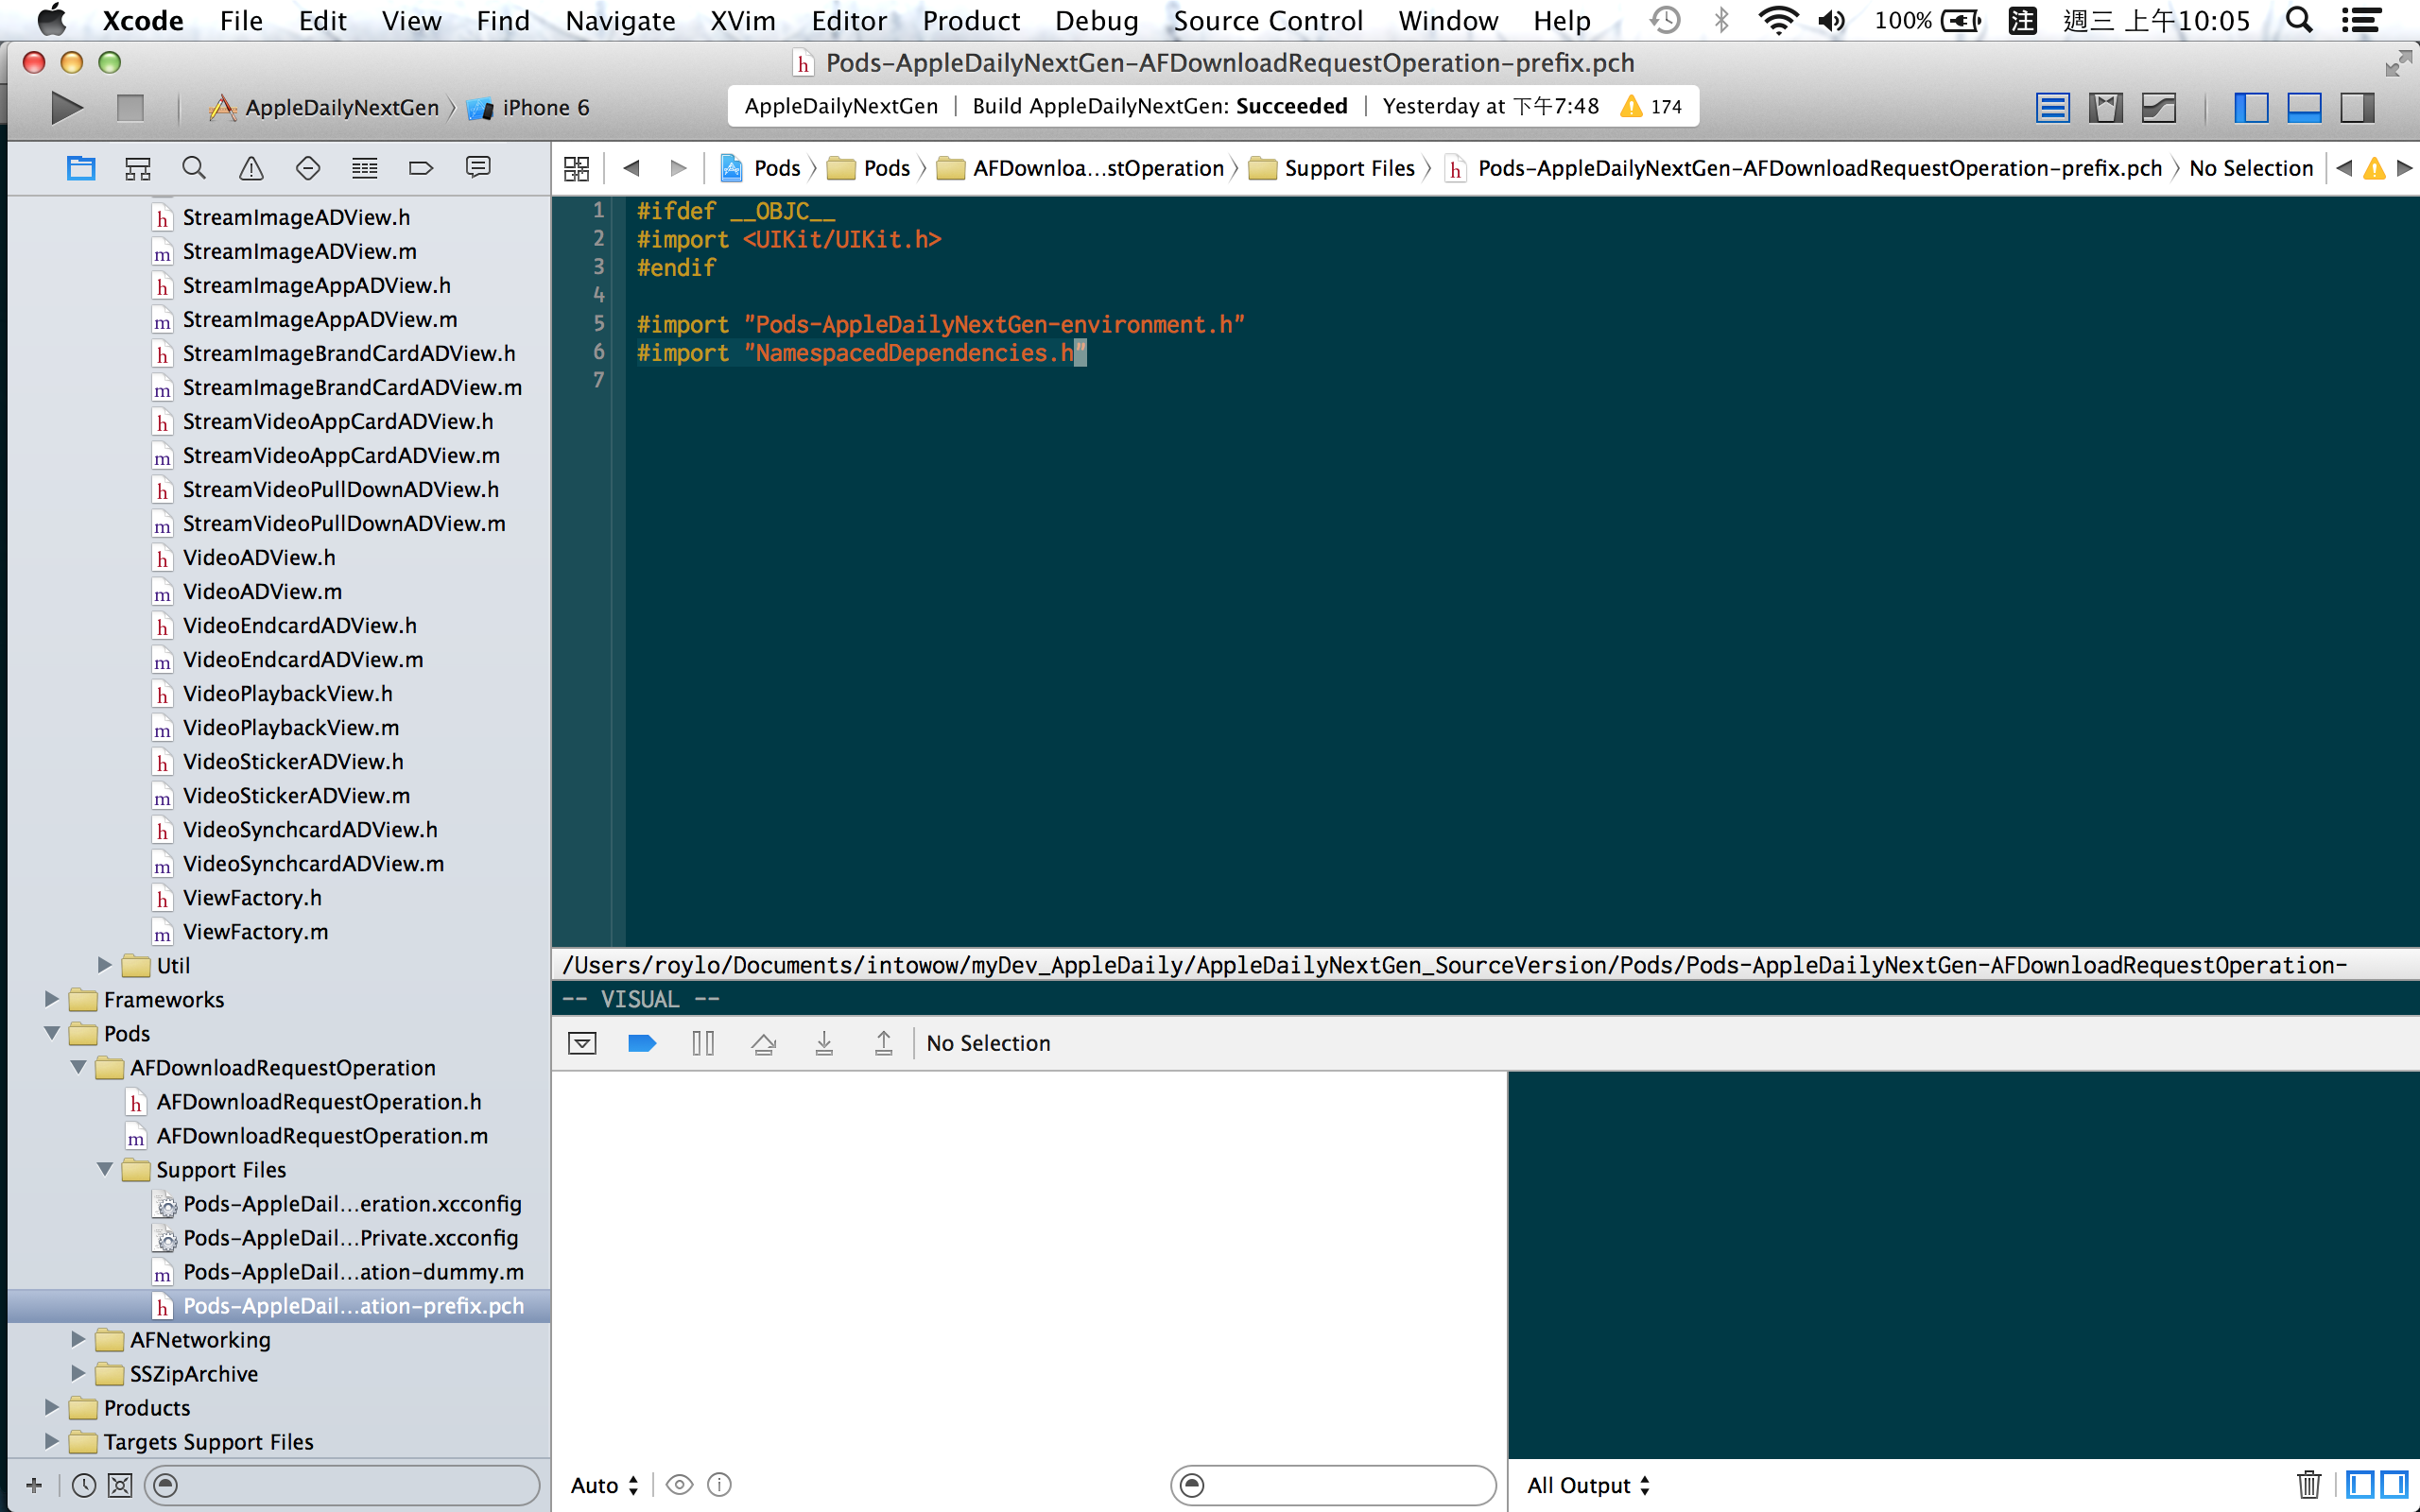 Xcode File Edit View Find Navigate XVim Editor Product Debug Source Control Window Help 100% 注 週三 上午10:05
Pods-AppleDailyNextGen-AFDownloadRequestOperation-prefix.pch
AppleDailyNextGen iPhone 6
AppleDailyNextGen | Build AppleDailyNextGen: Succeeded | Yesterday at 下午7:48 174
Pods Pods AFDownloa...stOperation Support Files Pods-AppleDailyNextGen-AFDownloadRequestOperation-prefix.pch No Selection
StreamImageADView.h
StreamImageADView.m
StreamImageAppADView.h
StreamImageAppADView.m
StreamImageBrandCardADView.h
StreamImageBrandCardADView.m
StreamVideoAppCardADView.h
StreamVideoAppCardADView.m
StreamVideoPullDownADView.h
StreamVideoPullDownADView.m
VideoADView.h
VideoADView.m
VideoEndcardADView.h
VideoEndcardADView.m
VideoPlaybackView.h
VideoPlaybackView.m
VideoStickerADView.h
VideoStickerADView.m
VideoSynchcardADView.h
VideoSynchcardADView.m
ViewFactory.h
ViewFactory.m
Util
Frameworks
Pods
AFDownloadRequestOperation
AFDownloadRequestOperation.h
AFDownloadRequestOperation.m
Support Files
Pods-AppleDail...eration.xcconfig
Pods-AppleDail...Private.xcconfig
Pods-AppleDail...ation-dummy.m
Pods-AppleDail...ation-prefix.pch
AFNetworking
SSZipArchive
Products
Targets Support Files
1 #ifdef __OBJC__
2 #import <UIKit/UIKit.h>
3 #endif
4
5 #import "Pods-AppleDailyNextGen-environment.h"
6 #import "NamespacedDependencies.h"
7
/Users/roylo/Documents/intowow/myDev_AppleDaily/AppleDailyNextGen_SourceVersion/Pods/Pods-AppleDailyNextGen-AFDownloadRequestOperation-
-- VISUAL --
No Selection
Auto
All Output